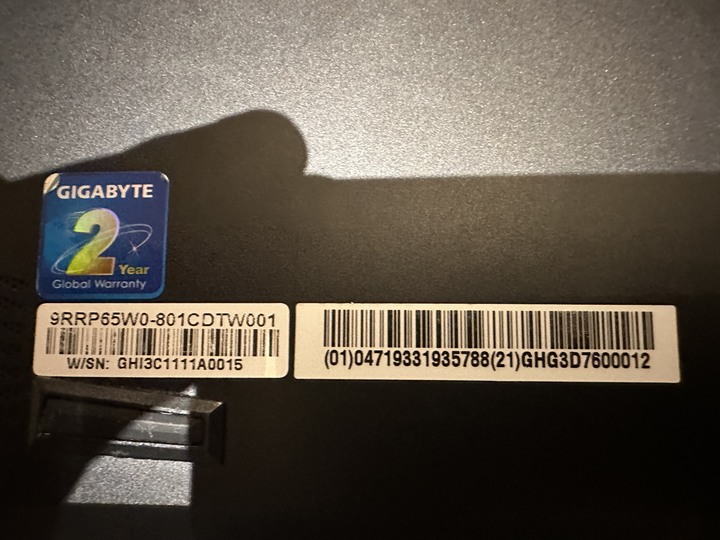 GIGABYTE
2
Year
Global Warranty
9RRP65W0-801CDTW001
W/SN: GHI3C1111A0015
(01)04719331935788(21)GHG3D7600012